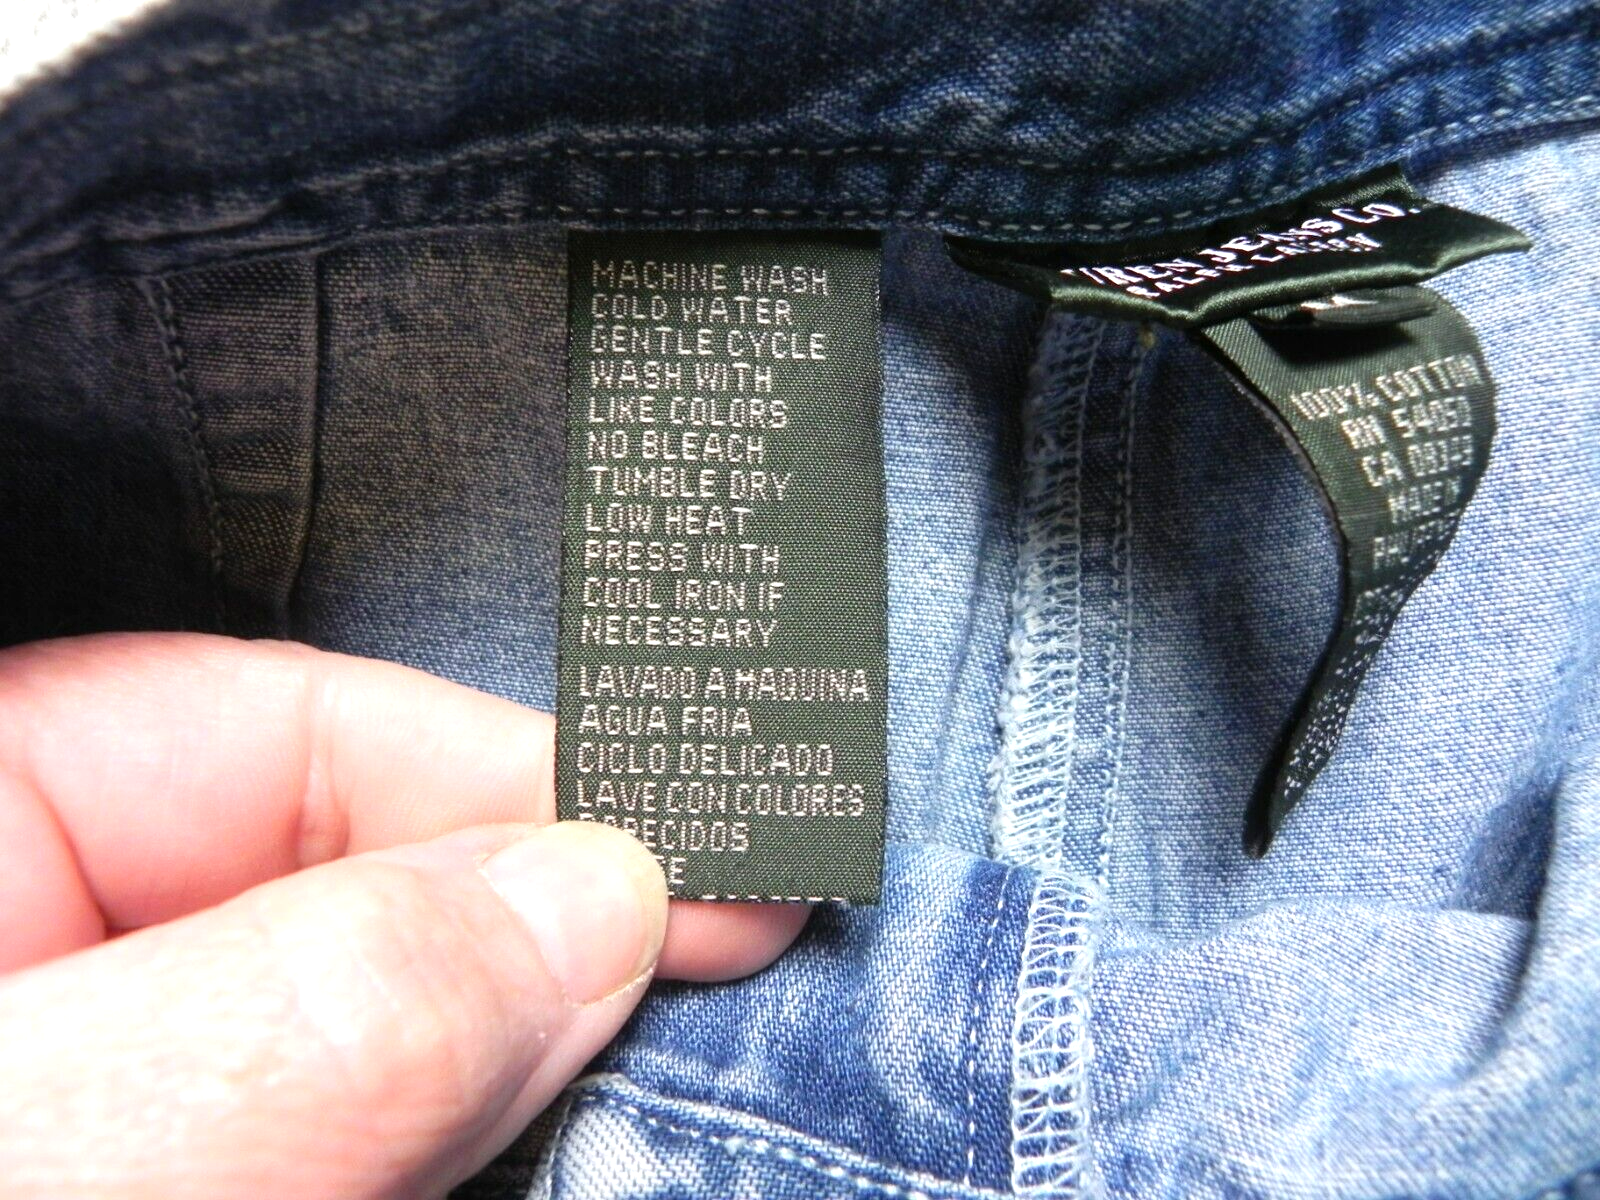 MACHINE WASH
COLD WATER
GENTLE CYCLE
WASH WITH
LIKE COLORS
NO BLEACH
TUMBLE DRY
LOW HEAT
PRESS WITH
COOL IRON IF
NECESSARY
LAVADO A MAQUINA
AGUA FRIA
CICLO DELICADO
LAVE CON COLORES
JEANS CO.
RALPH LAUREN
100% COTTON
RN
CA
MADE IN